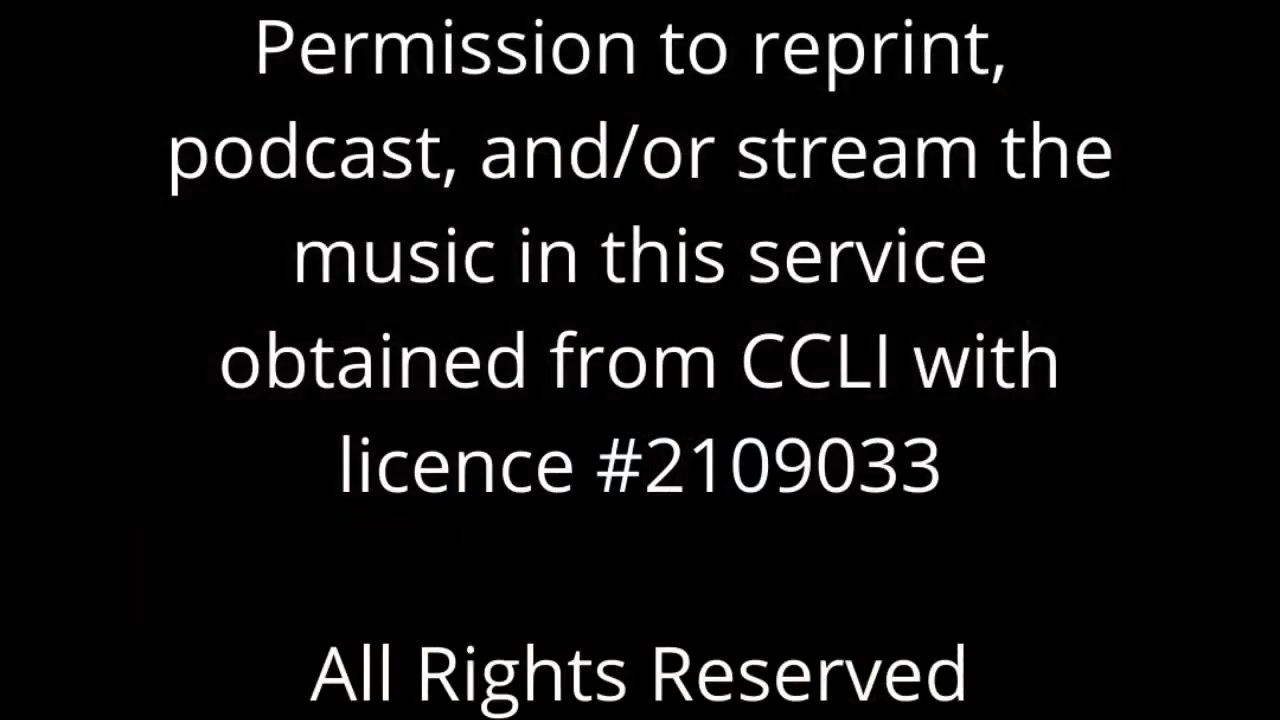 Permission to reprint,
podcast, and/or stream the
music in this service
obtained from CCLI with
licence #2109033
All Rights Reserved